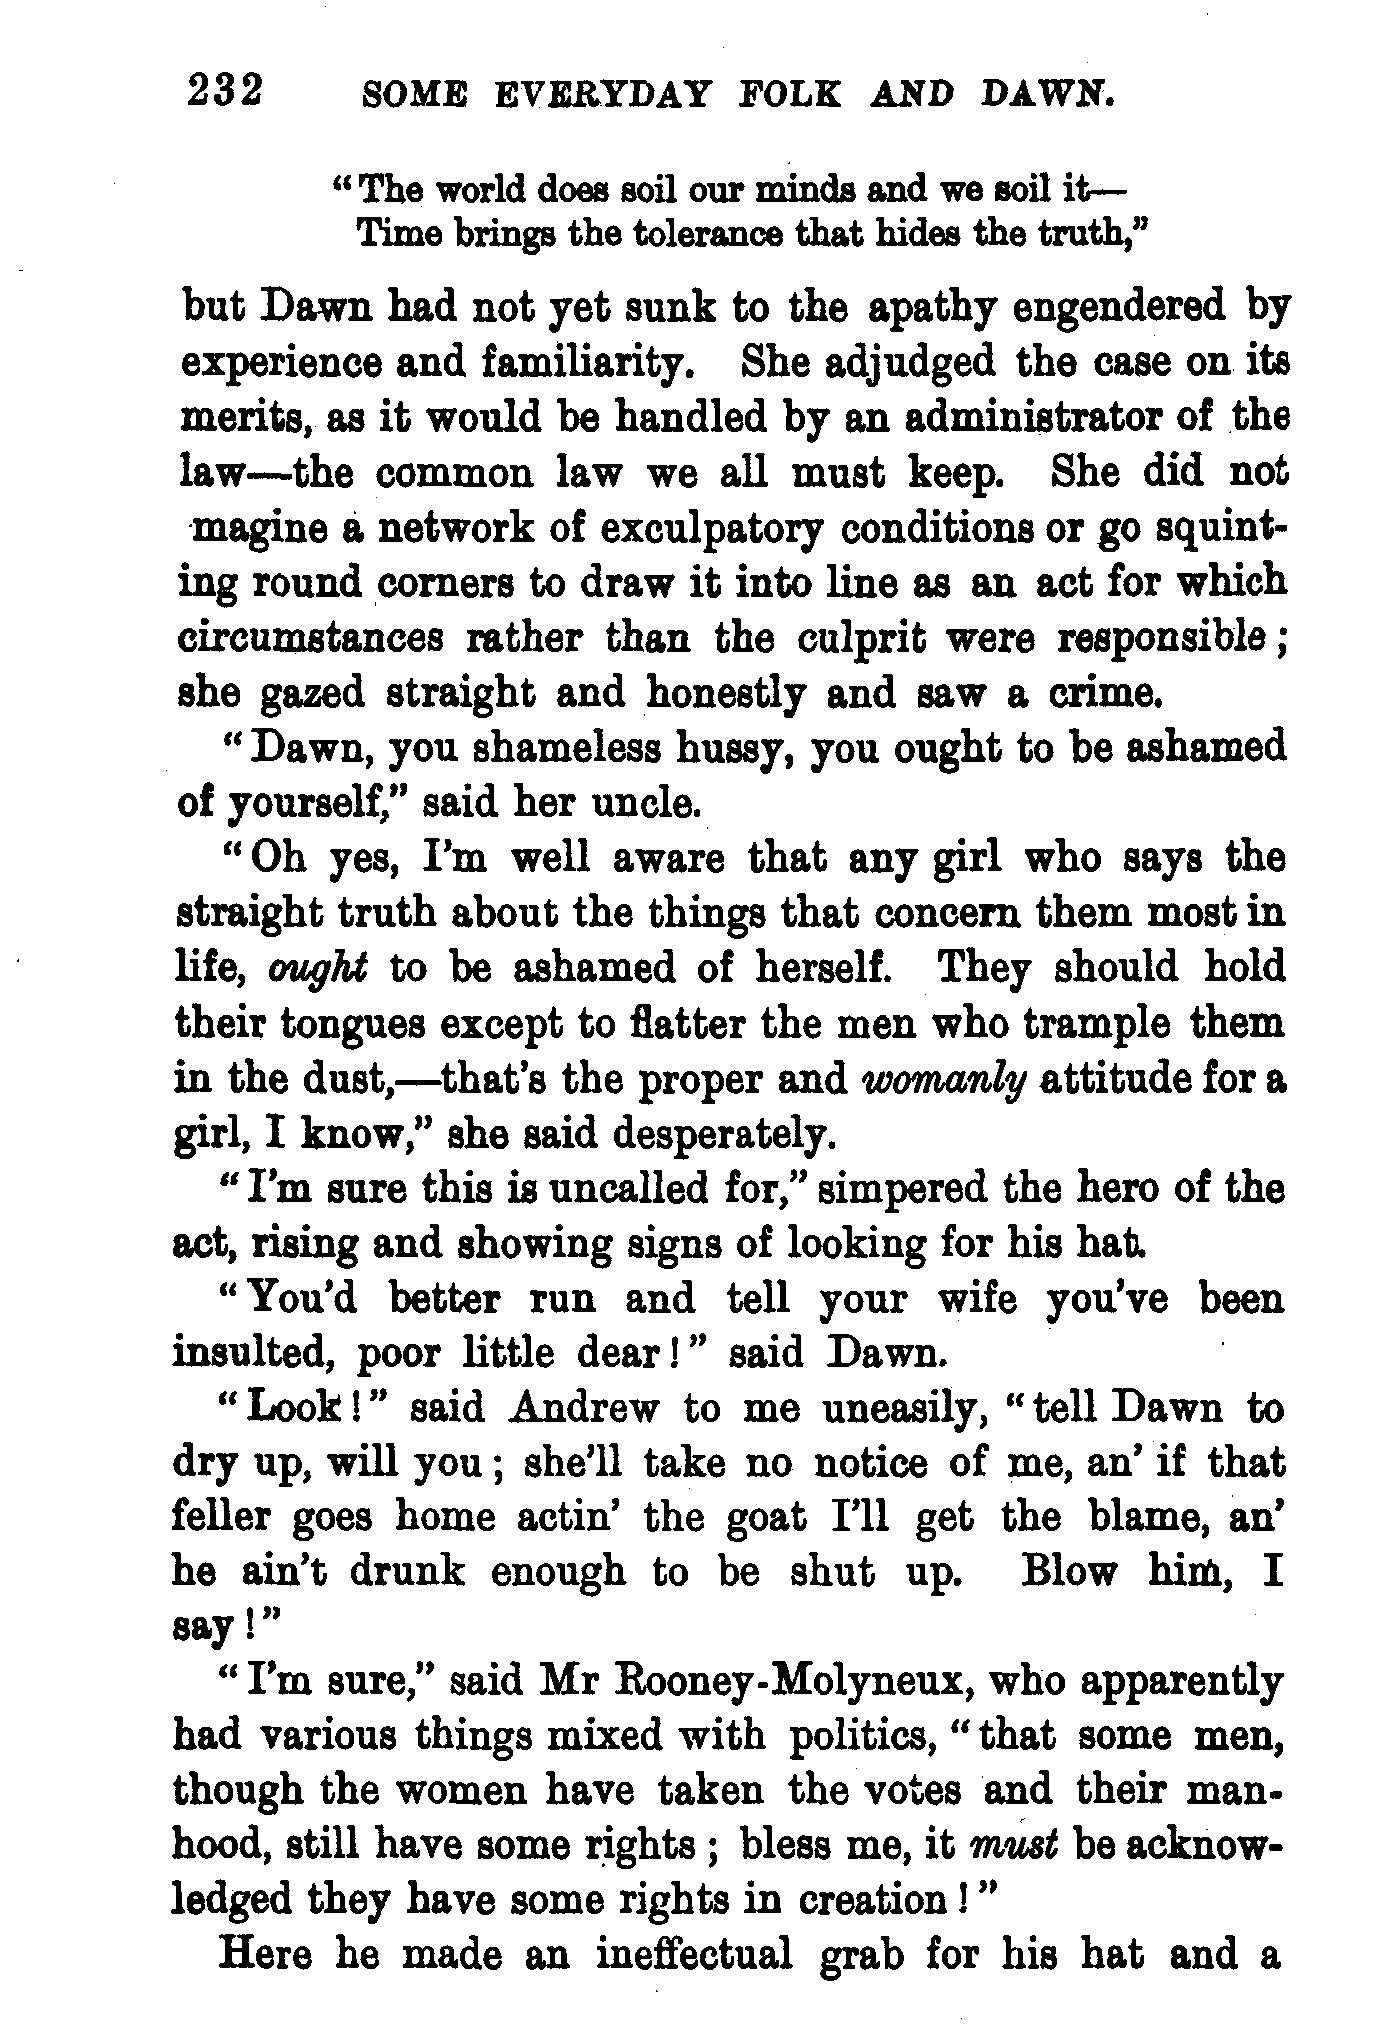 232 SOME EVERYDAY FOLK AND DAWN.
"The world does soil our minds and we soil it—
Time brings the tolerance that hides the truth,"
but Dawn had not yet sunk to the apathy engendered by
experience and familiarity. She adjudged the case on its
merits, as it would be handled by an administrator of the
law—the common law we all must keep. She did not
magine a network of exculpatory conditions or go squint-
ing round corners to draw it into line as an act for which
circumstances rather than the culprit were responsible;
she gazed straight and honestly and saw a crime.
"Dawn, you shameless hussy, you ought to be ashamed
of yourself," said her uncle.
"Oh yes, I'm well aware that any girl who says the
straight truth about the things that concern them most in
life, ought to be ashamed of herself. They should hold
their tongues except to flatter the men who trample them
in the dust,—that's the proper and womanly attitude for a
girl, I know," she said desperately.
"I'm sure this is uncalled for," simpered the hero of the
act, rising and showing signs of looking for his hat.
"You'd better run and tell your wife you've been
insulted, poor little dear!" said Dawn.
"Look!" said Andrew to me uneasily, "tell Dawn to
dry up, will you; she'll take no notice of me, an' if that
feller goes home actin' the goat I'll get the blame, an'
he ain't drunk enough to be shut up. Blow him, I
say!"
"I'm sure," said Mr Rooney-Molyneux, who apparently
had various things mixed with politics, "that some men,
though the women have taken the votes and their man-
hood, still have some rights; bless me, it must be acknow-
ledged they have some rights in creation!"
Here he made an ineffectual grab for his hat and a